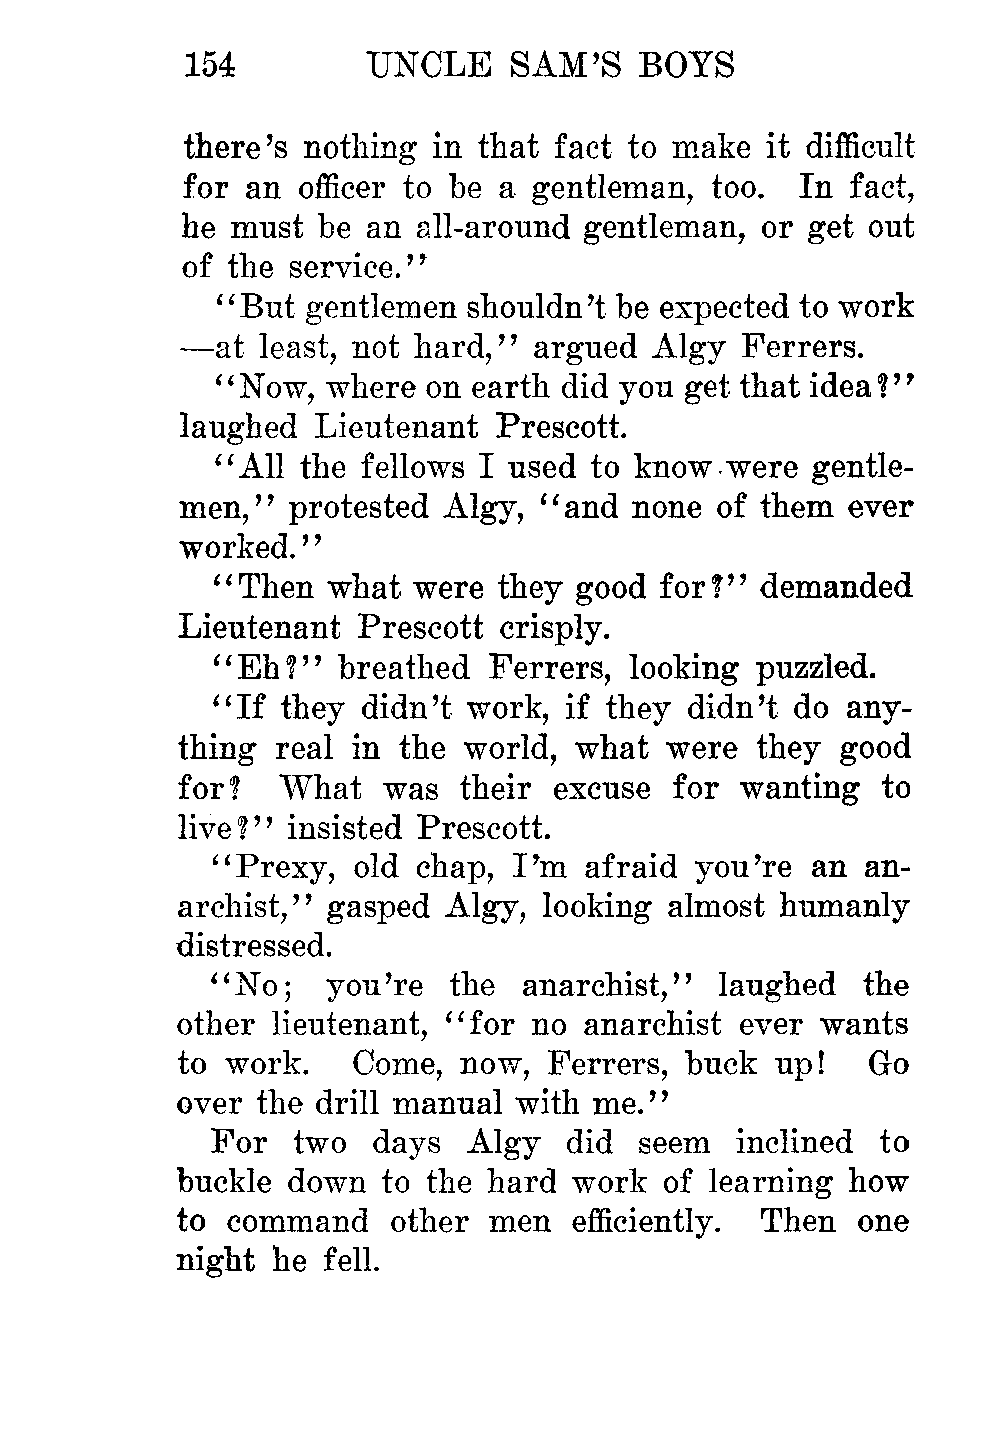 154 UNCLE SAM'S BOYS
there's nothing in that fact to make it difficult
for an officer to be a gentleman, too. In fact,
he must be an all-around gentleman, or get out
of the service."
"But gentlemen shouldn't be expected to work
—at least, not hard," argued Algy Ferrers.
"Now, where on earth did you get that idea?"
laughed Lieutenant Prescott.
"All the fellows I used to know were gentle-
men," protested Algy, "and none of them ever
worked."
"Then what were they good for?" demanded
Lieutenant Prescott crisply.
"Eh?" breathed Ferrers, looking puzzled.
"If they didn't work, if they didn't do any-
thing real in the world, what were they good
for? What was their excuse for wanting to
live?" insisted Prescott.
"Prexy, old chap, I'm afraid you're an an-
archist," gasped Algy, looking almost humanly
distressed.
"No; you're the anarchist," laughed the
other lieutenant, "for no anarchist ever wants
to work. Come, now, Ferrers, buck up! Go
over the drill manual with me."
For two days Algy did seem inclined to
buckle down to the hard work of learning how
to command other men efficiently. Then one
night he fell.